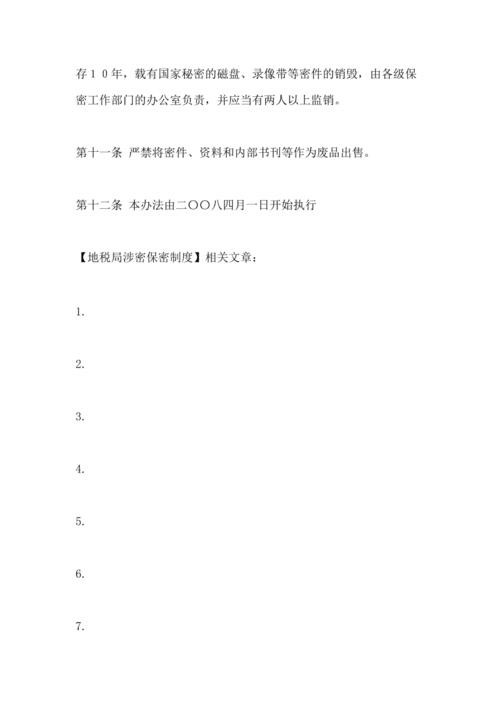 存１０年，载有国家秘密的磁盘、录像带等密件的销毁，由各级保
密工作部门的办公室负责，并应当有两人以上监销。
第十一条 严禁将密件、资料和内部书刊等作为废品出售。
第十二条 本办法由二〇〇八四月一日开始执行
【地税局涉密保密制度】相关文章：
1.
2.
3.
4.
5.
6.
7.